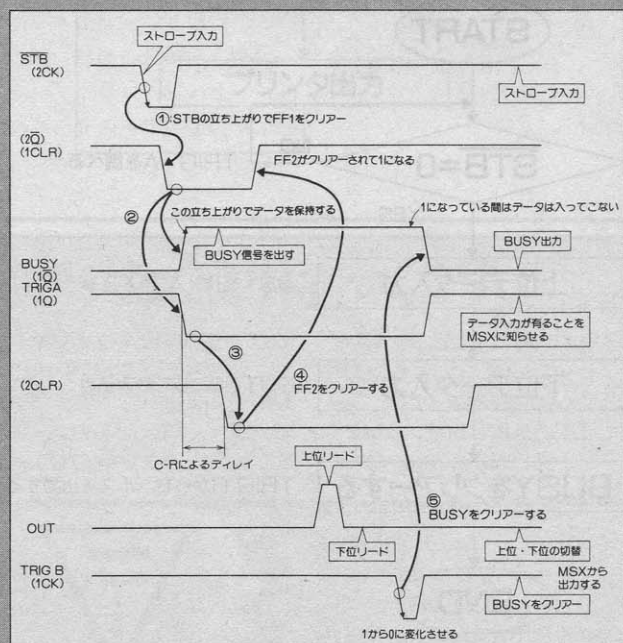 ストローブ入力
STB
(2CK)
ストローブ入力
①:STBの立ち上がりでFF1をクリアー
(2Q)
(1CLR)
FF2がクリアーされて1になる
②
この立ち上がりでデータを保持する
1になっている間はデータは入ってこない
BUSY信号を出す
BUSY出力
BUSY
(1Q)
TRIGA
(1Q)
データ入力が有ることを
MSXに知らせる
③
④
(2CLR)
FF2をクリアーする
C-Rによるディレイ
上位リード
⑤
BUSYをクリアーする
OUT
下位リード
上位・下位の切替
TRIG B
(1CK)
MSXから
出力する
BUSYをクリアー
1から0に変化させる
START
プリンタ出力
STB=0